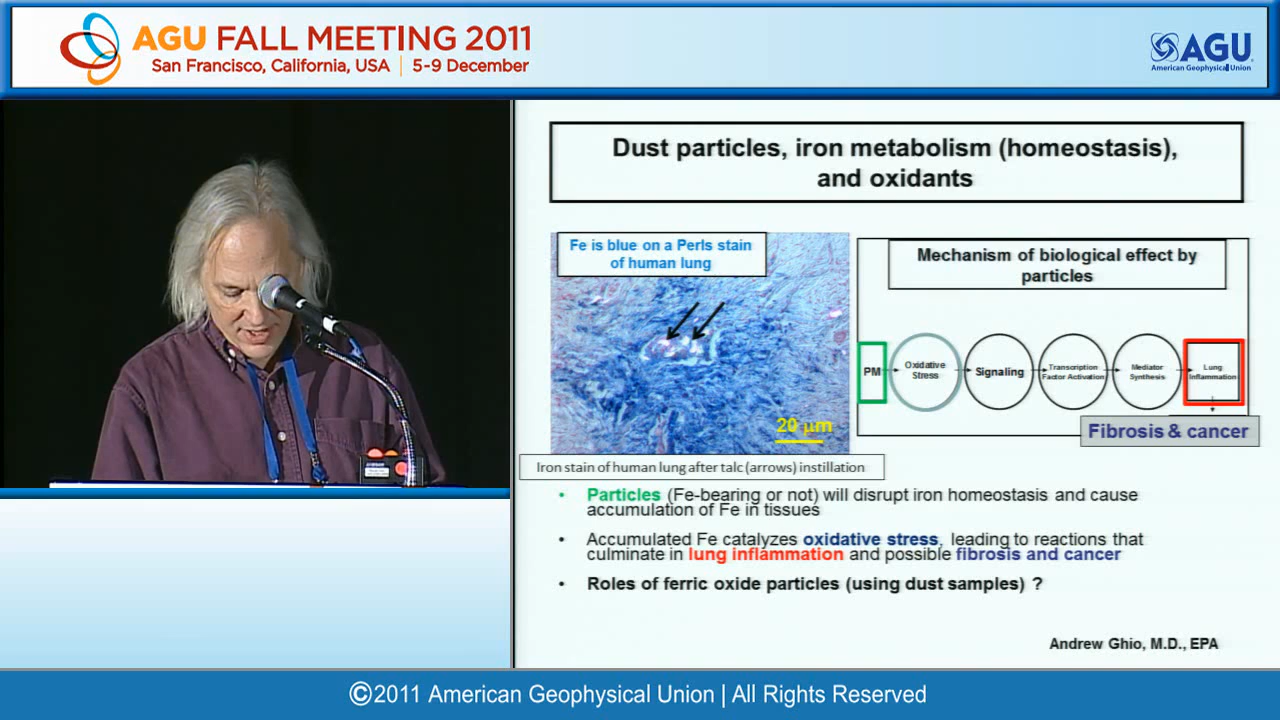 AGU FALL MEETING 2011
San Francisco, California, USA | 5-9 December
AGU
American Geophysical Union
Dust particles, iron metabolism (homeostasis),
and oxidants
Fe is blue on a Perls stain
of human lung
20 µm
Iron stain of human lung after talc (arrows) instillation
Mechanism of biological effect by
particles
PM
Oxidative
Stress
Signaling
Transcription
Factor Activation
Mediator
Synthesis
Lung
Inflammation
Fibrosis & cancer
• Particles (Fe-bearing or not) will disrupt iron homeostasis and cause
accumulation of Fe in tissues
• Accumulated Fe catalyzes oxidative stress, leading to reactions that
culminate in lung inflammation and possible fibrosis and cancer
• Roles of ferric oxide particles (using dust samples) ?
Andrew Ghio, M.D., EPA
©2011 American Geophysical Union | All Rights Reserved